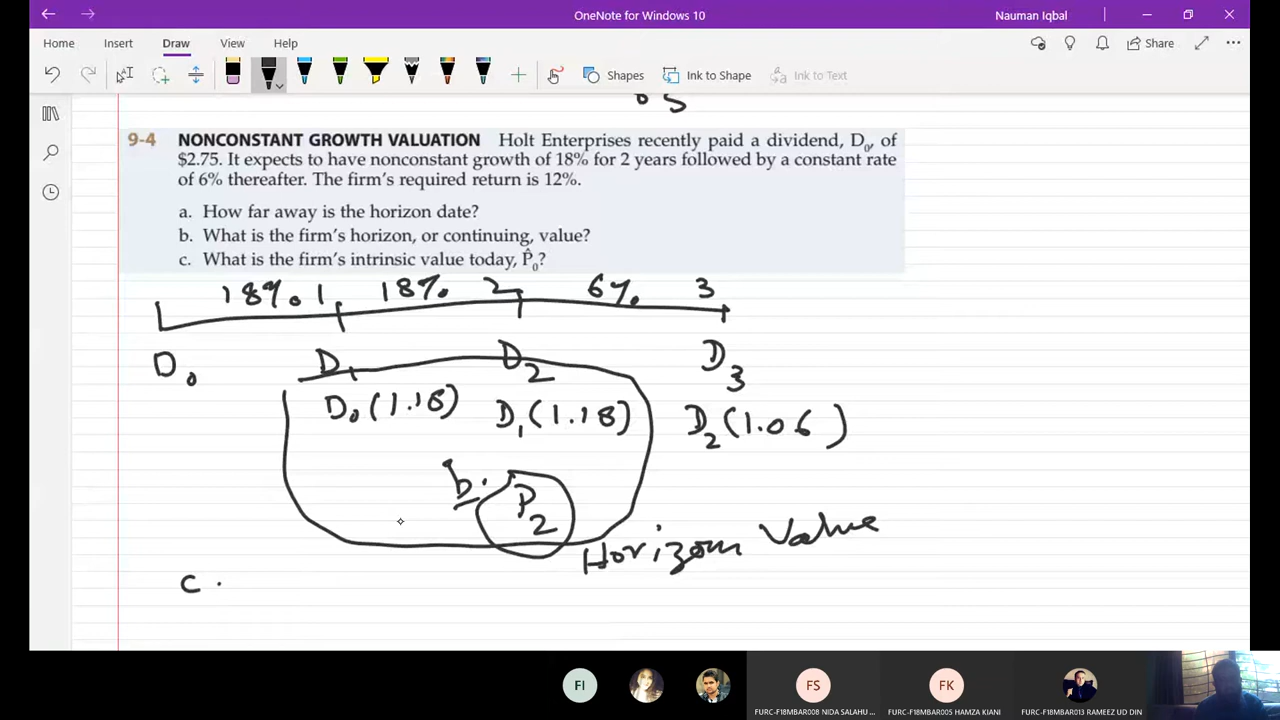 OneNote for Windows 10
Nauman Iqbal
Home Insert Draw View Help
Share
Shapes Ink to Shape Ink to Text
9-4 NONCONSTANT GROWTH VALUATION Holt Enterprises recently paid a dividend, D₀, of
$2.75. It expects to have nonconstant growth of 18% for 2 years followed by a constant rate
of 6% thereafter. The firm's required return is 12%.
a. How far away is the horizon date?
b. What is the firm's horizon, or continuing, value?
c. What is the firm's intrinsic value today, P̂₀?
18% 1 18% 2 6% 3
D₀ D₁ D₂ D₃
D₀(1.18) D₁(1.18) D₂(1.06)
b. P₂
Horizon Value
c.
FI FS FK
FURC-F18MBAR008 NIDA SALAHU ... FURC-F18MBAR005 HAMZA KIANI FURC-F18MBAR013 RAMEEZ UD DIN